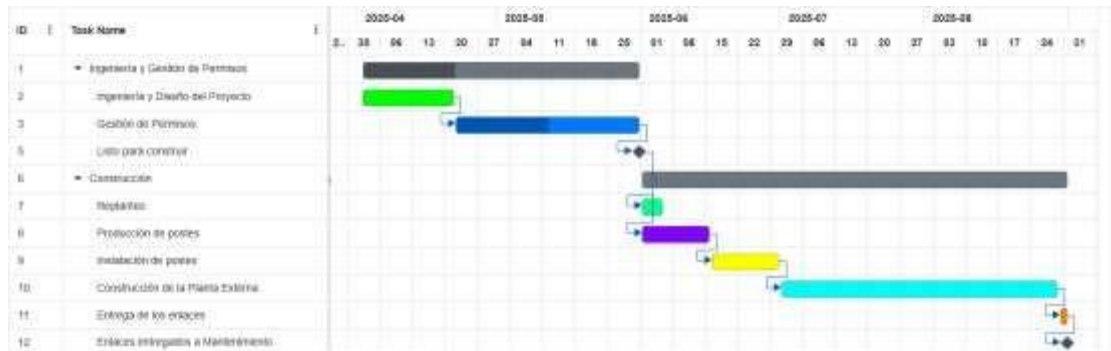 2025-04 2025-05 2025-06 2025-07 2025-08
ID Task Name 2.. 30 06 13 20 27 04 11 18 25 01 08 15 22 29 06 13 20 27 03 10 17 24 01
1 Ingeniería y Gestión de Permisos
2 Ingeniería y Diseño del Proyecto
3 Gestión de Permisos
5 Listo para construir
6 Construcción
7 Replanteo
8 Producción de postes
9 Instalación de postes
10 Construcción de la Planta Externa
11 Entrega de los enlaces
12 Enlaces entregados a Mantenimiento